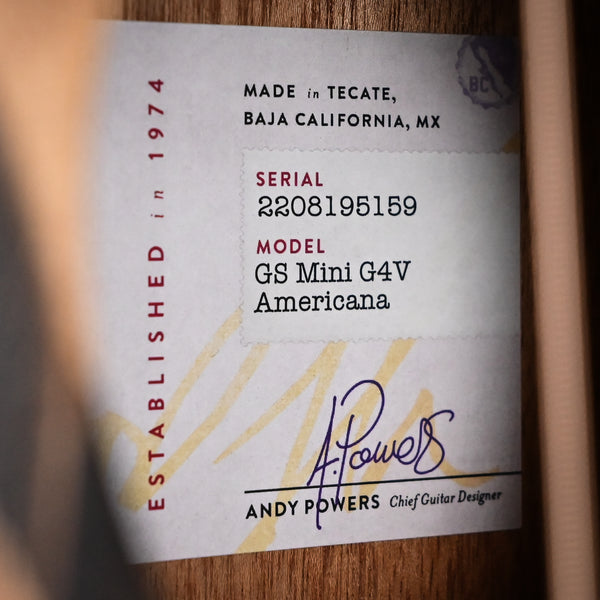 ESTABLISHED in 1974
BC
MADE in TECATE,
BAJA CALIFORNIA, MX
SERIAL
2208195159
MODEL
GS Mini G4V
Americana
A. Powers
ANDY POWERS Chief Guitar Designer